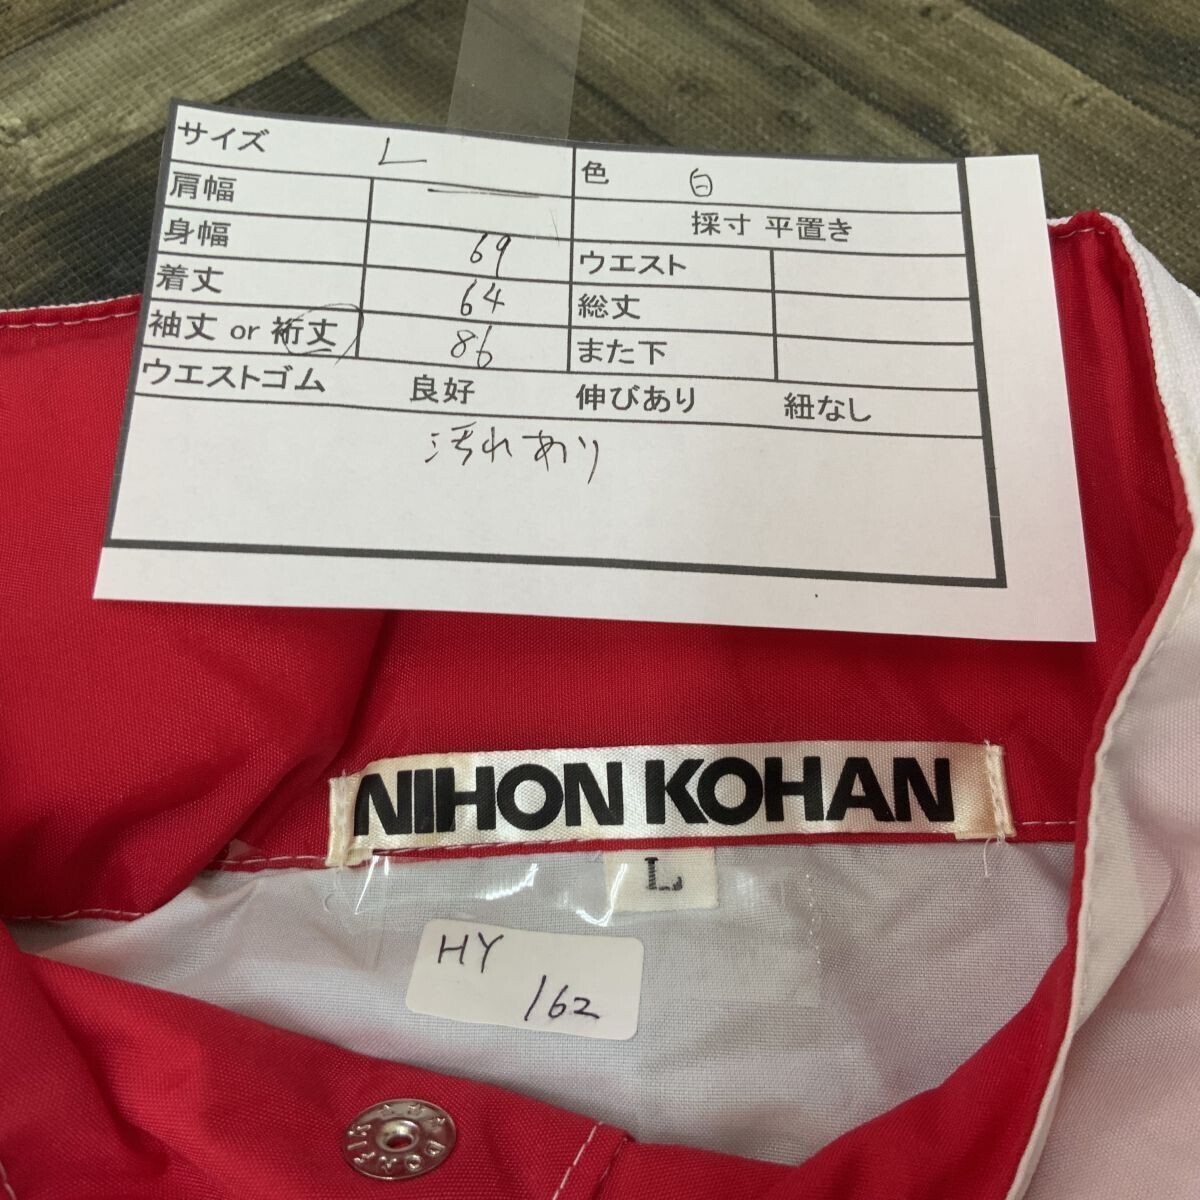 サイズ L
肩幅 —
身幅 69
着丈 64
袖丈 or 裄丈 86
色 白
採寸 平置き
ウエスト
総丈
また下
ウエストゴム 良好 伸びあり 紐なし
汚れあり
NIHON KOHAN
L
HY
162